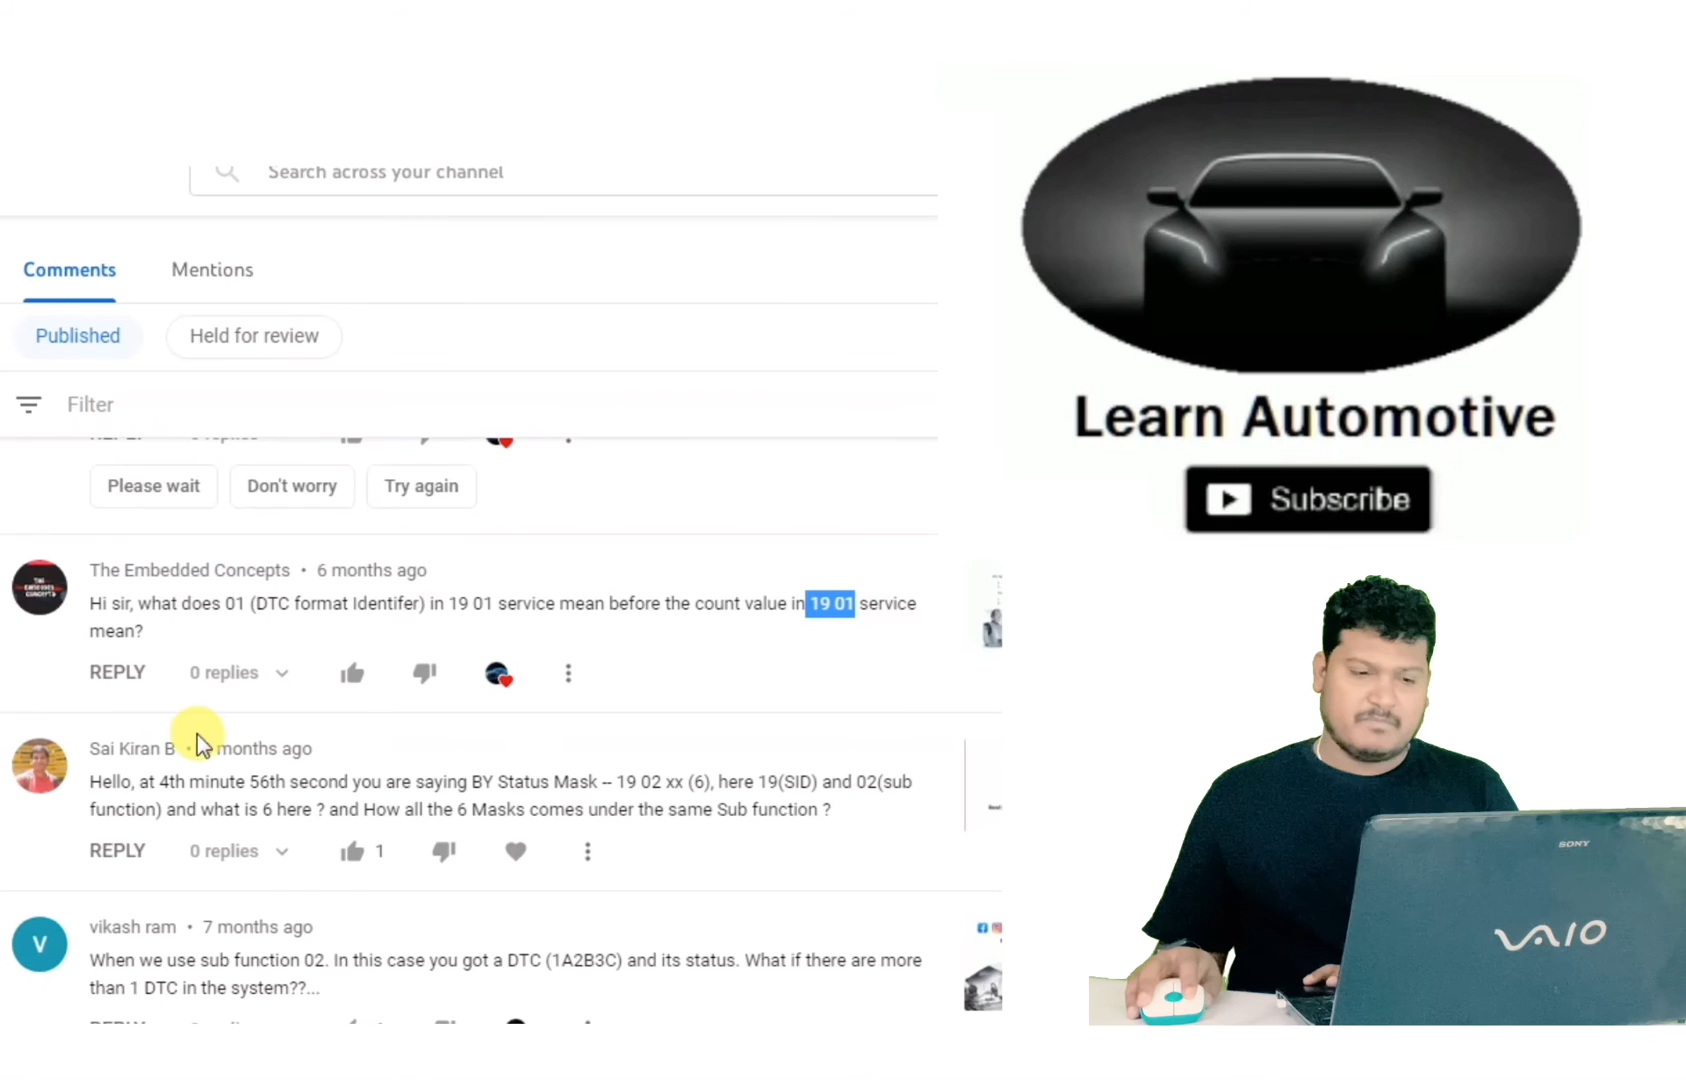 Search across your channel
Comments
Mentions
Published
Held for review
Filter
Please wait
Don't worry
Try again
The Embedded Concepts • 6 months ago
Hi sir, what does 01 (DTC format Identifer) in 19 01 service mean before the count value in 19 01 service
mean?
REPLY
0 replies
Sai Kiran B • months ago
Hello, at 4th minute 56th second you are saying BY Status Mask -- 19 02 xx (6), here 19(SID) and 02(sub
function) and what is 6 here ? and How all the 6 Masks comes under the same Sub function ?
REPLY
0 replies
1
vikash ram • 7 months ago
When we use sub function 02. In this case you got a DTC (1A2B3C) and its status. What if there are more
than 1 DTC in the system??...
V
THE
EMBEDDED
CONCEPTS
Learn Automotive
Subscribe
SONY
VAIO